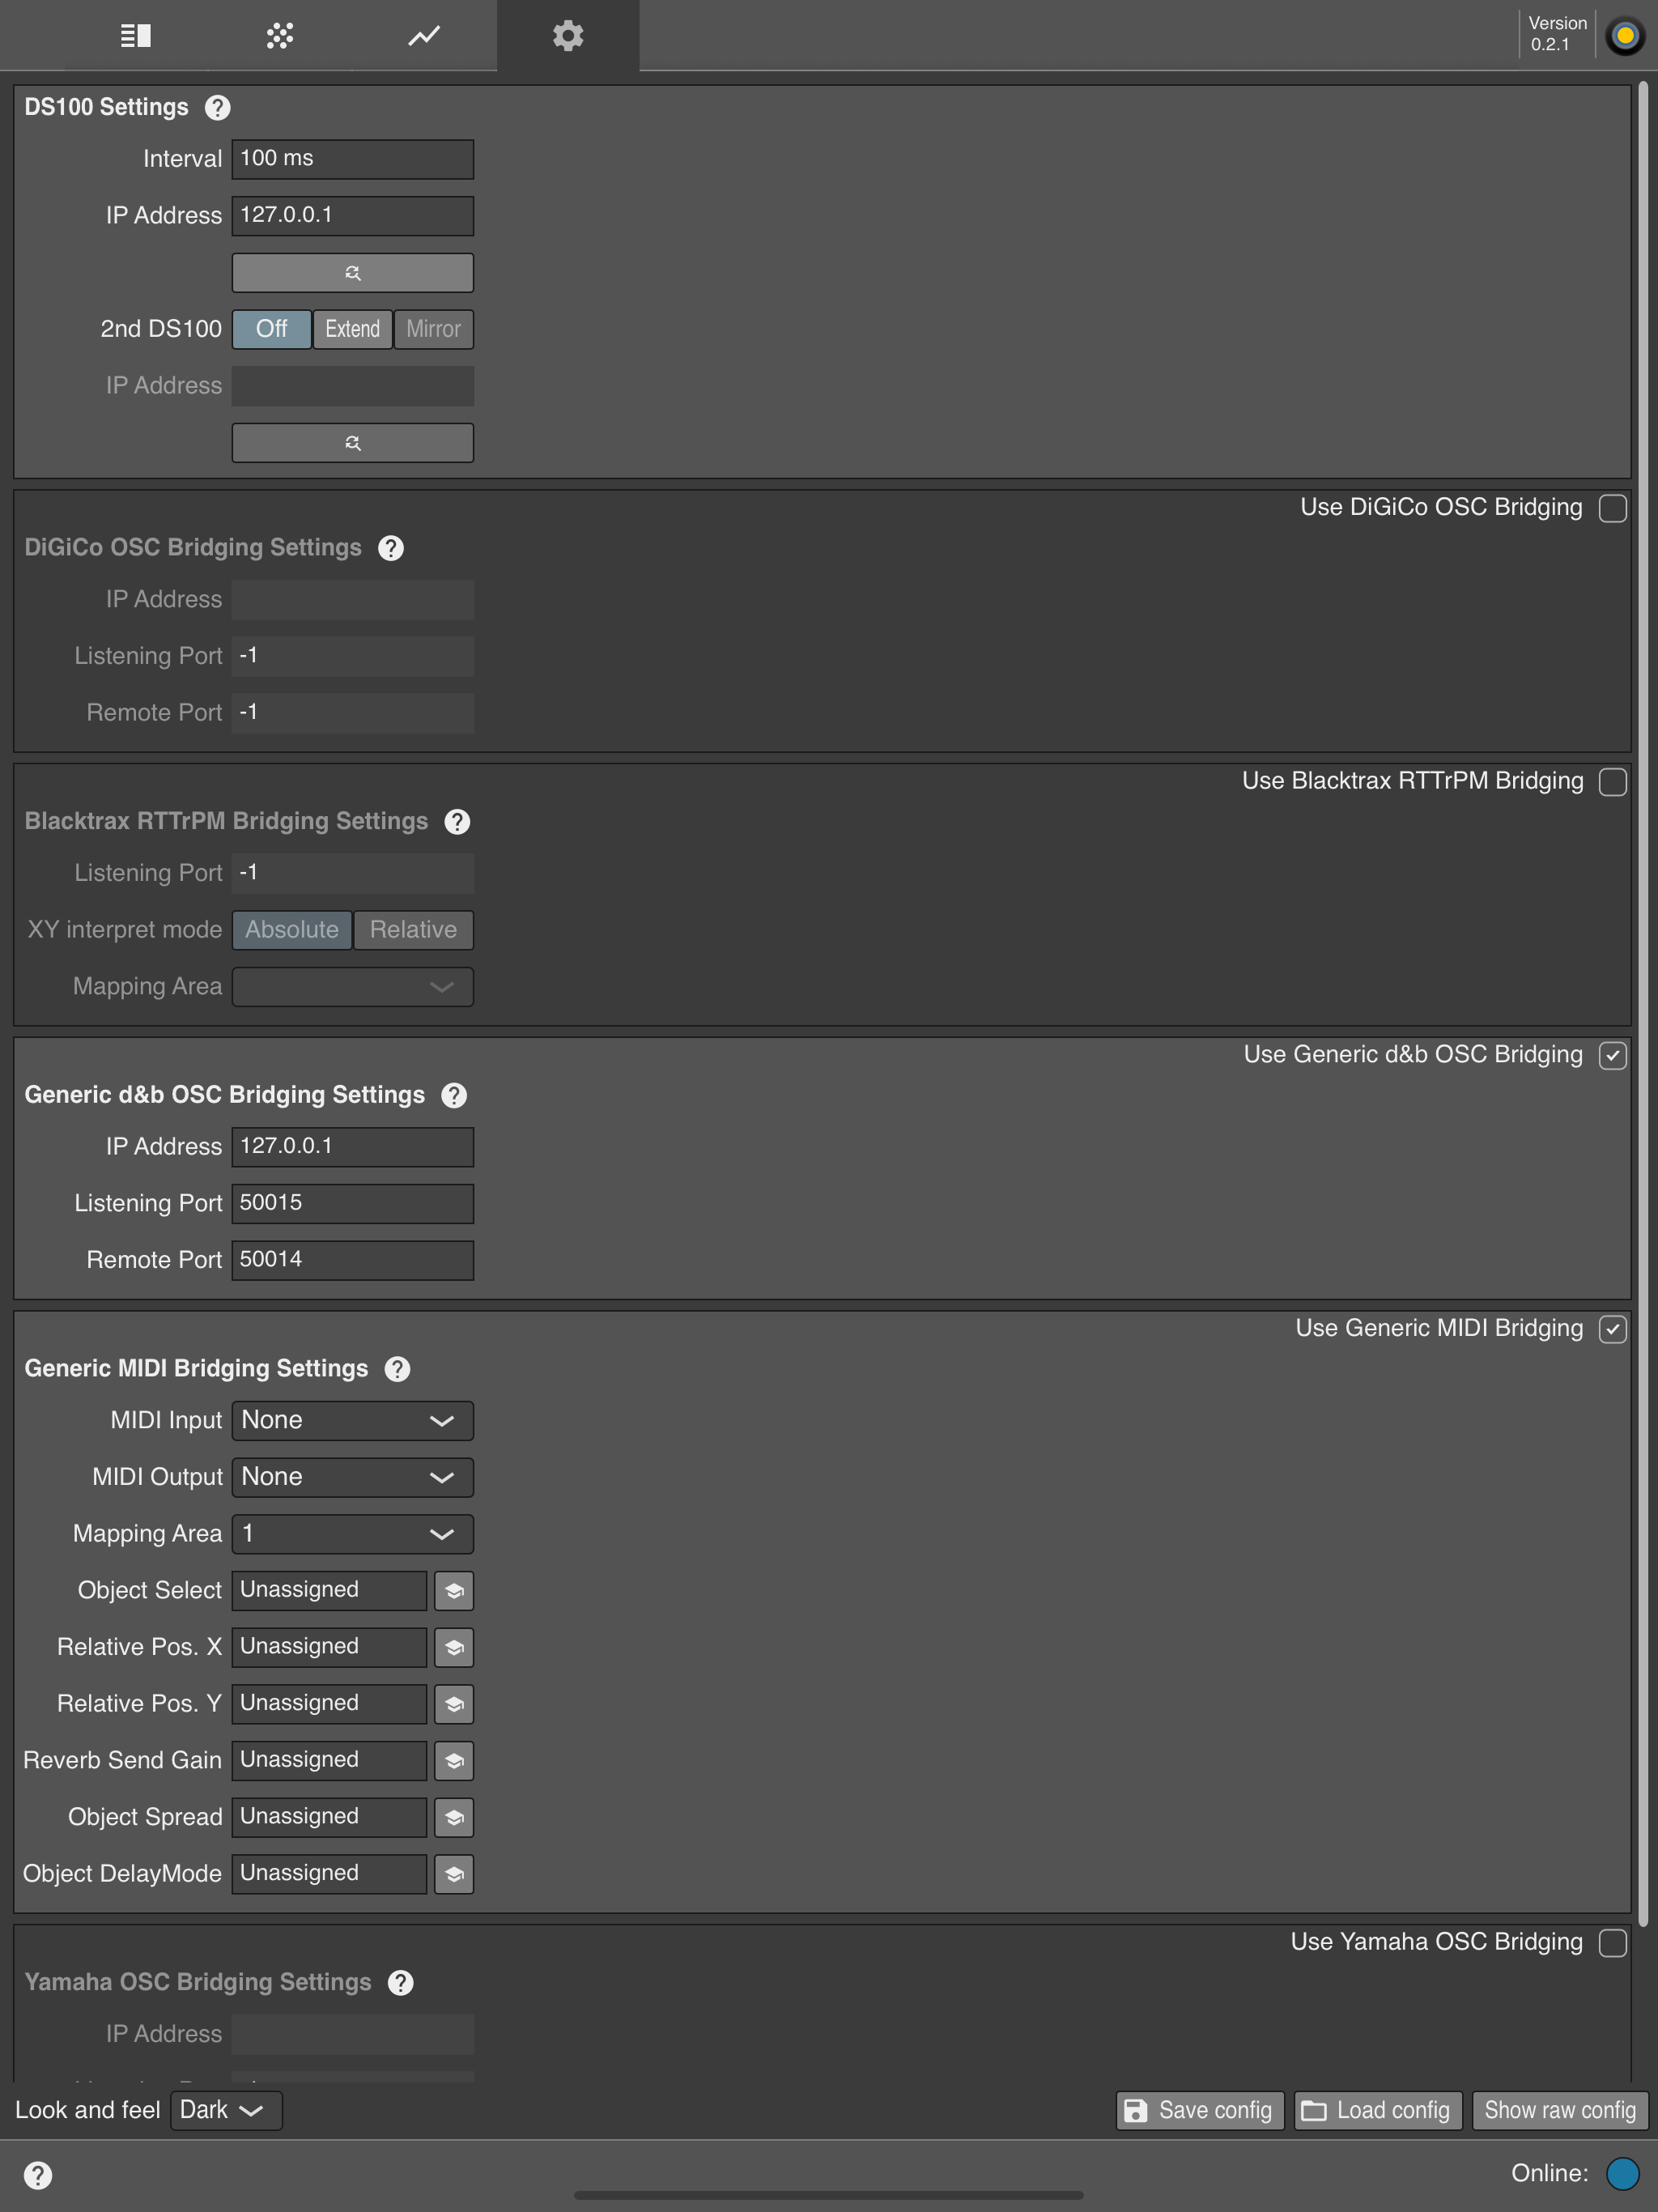 Version
0.2.1
DS100 Settings ?
Interval 100 ms
IP Address 127.0.0.1
2nd DS100 Off Extend Mirror
IP Address
Use DiGiCo OSC Bridging
DiGiCo OSC Bridging Settings ?
IP Address
Listening Port -1
Remote Port -1
Use Blacktrax RTTrPM Bridging
Blacktrax RTTrPM Bridging Settings ?
Listening Port -1
XY interpret mode Absolute Relative
Mapping Area
Use Generic d&b OSC Bridging
Generic d&b OSC Bridging Settings ?
IP Address 127.0.0.1
Listening Port 50015
Remote Port 50014
Use Generic MIDI Bridging
Generic MIDI Bridging Settings ?
MIDI Input None
MIDI Output None
Mapping Area 1
Object Select Unassigned
Relative Pos. X Unassigned
Relative Pos. Y Unassigned
Reverb Send Gain Unassigned
Object Spread Unassigned
Object DelayMode Unassigned
Use Yamaha OSC Bridging
Yamaha OSC Bridging Settings ?
IP Address
Look and feel Dark Save config Load config Show raw config
? Online: